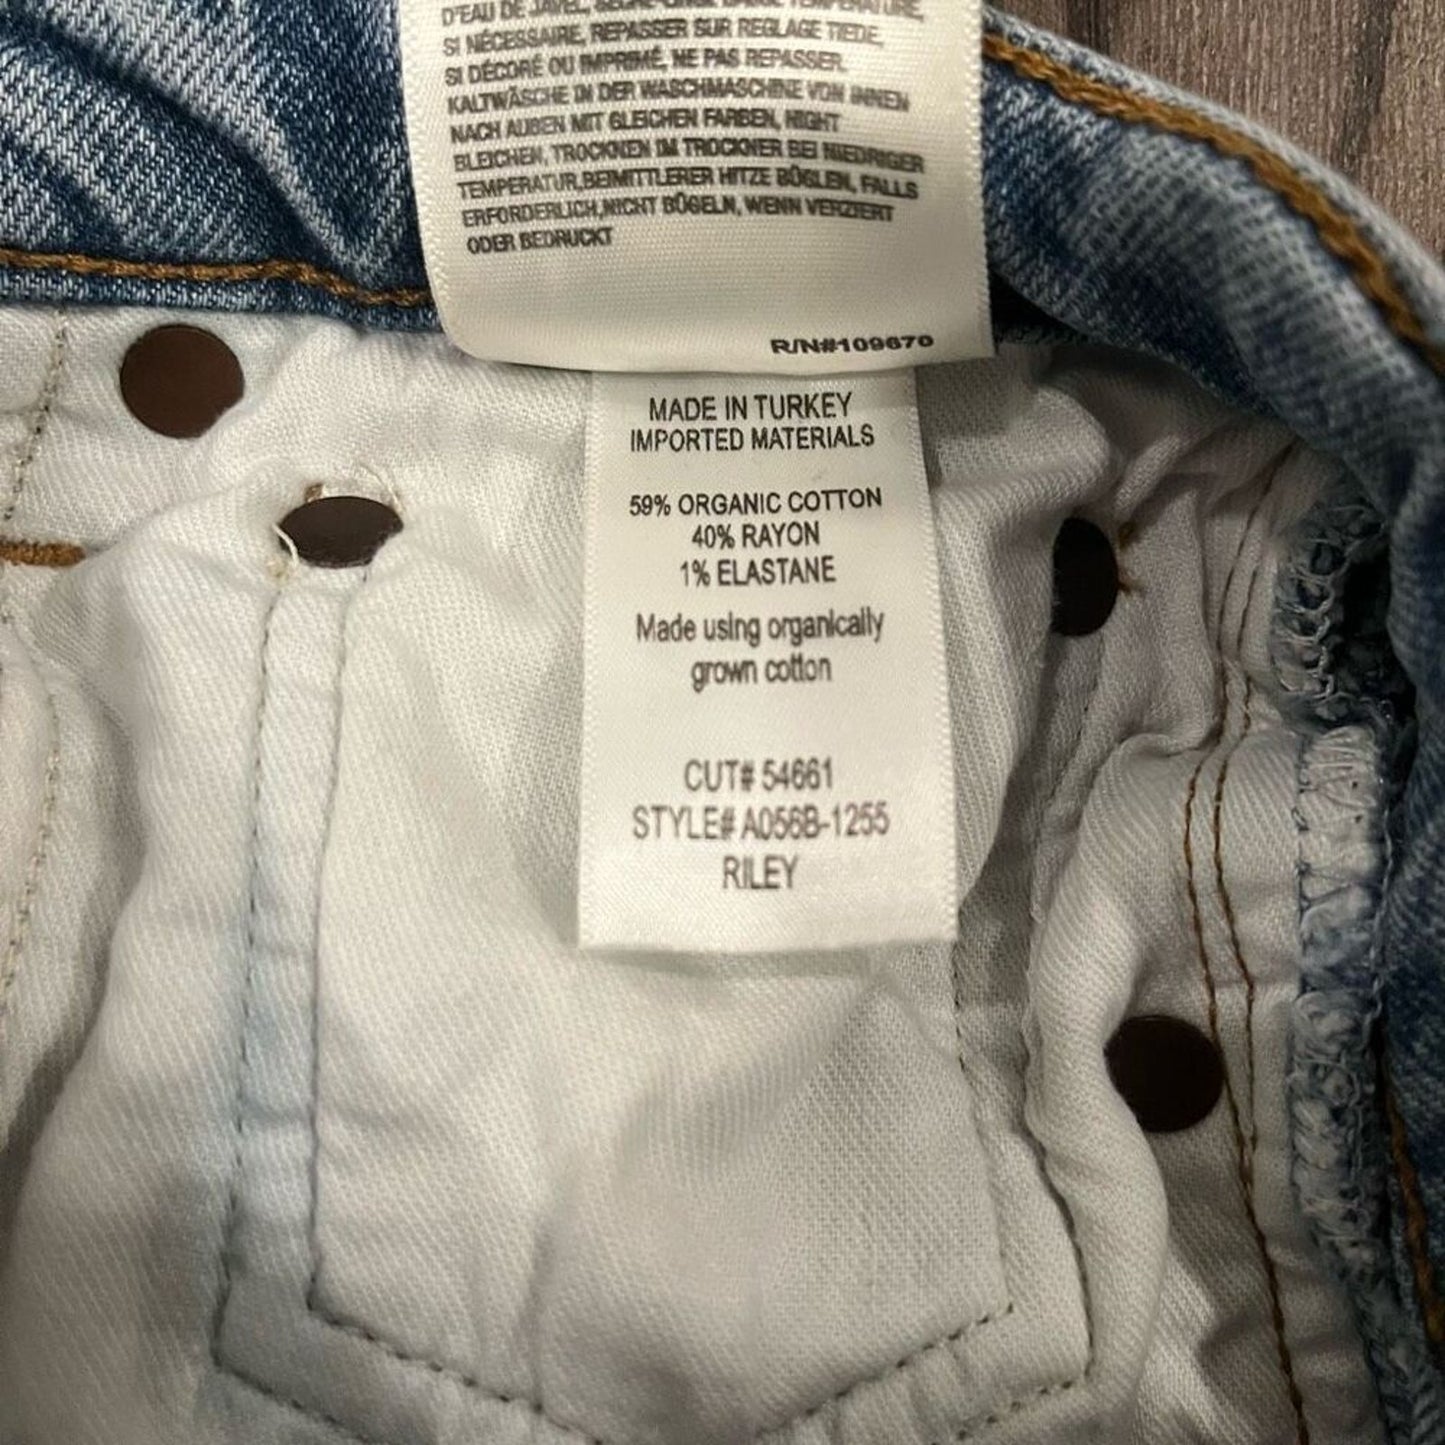 D'EAU DE JAVEL, TEMPÉRATURE,
SI NÉCESSAIRE, REPASSER SUR REGLAGE TIEDE,
SI DÉCORÉ OU IMPRIMÉ, NE PAS REPASSER.
KALTWÄSCHE IN DER WASCHMASCHINE VON INNEN
NACH AUßEN MIT GLEICHEN FARBEN, NIGHT
BLEICHEN, TROCKNEN IM TROCKNER BEI NIEDRIGER
TEMPERATUR,BEIMITTLERER HITZE BÜGLEN, FALLS
ERFORDERLICH,NICHT BÜGELN, WENN VERZIERT
ODER BEDRUCKT
R/N#109670
MADE IN TURKEY
IMPORTED MATERIALS
59% ORGANIC COTTON
40% RAYON
1% ELASTANE
Made using organically
grown cotton
CUT# 54661
STYLE# A056B-1255
RILEY